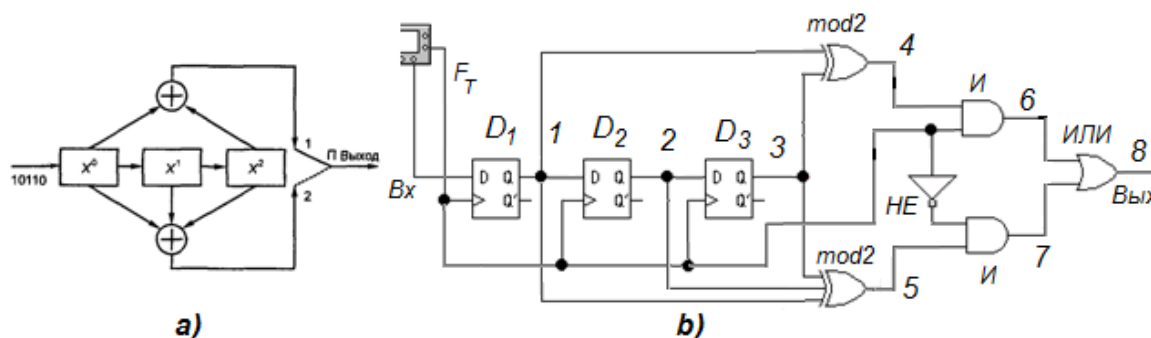 mod2
4
F_T
И
6
ИЛИ
8
1
П Выход
2
x⁰
x¹
x²
10110
D₁
1
D₂
2
D₃
3
D Q
Q'
D Q
Q'
D Q
Q'
Вх
НЕ
Вых
7
И
mod2
5
а)
b)